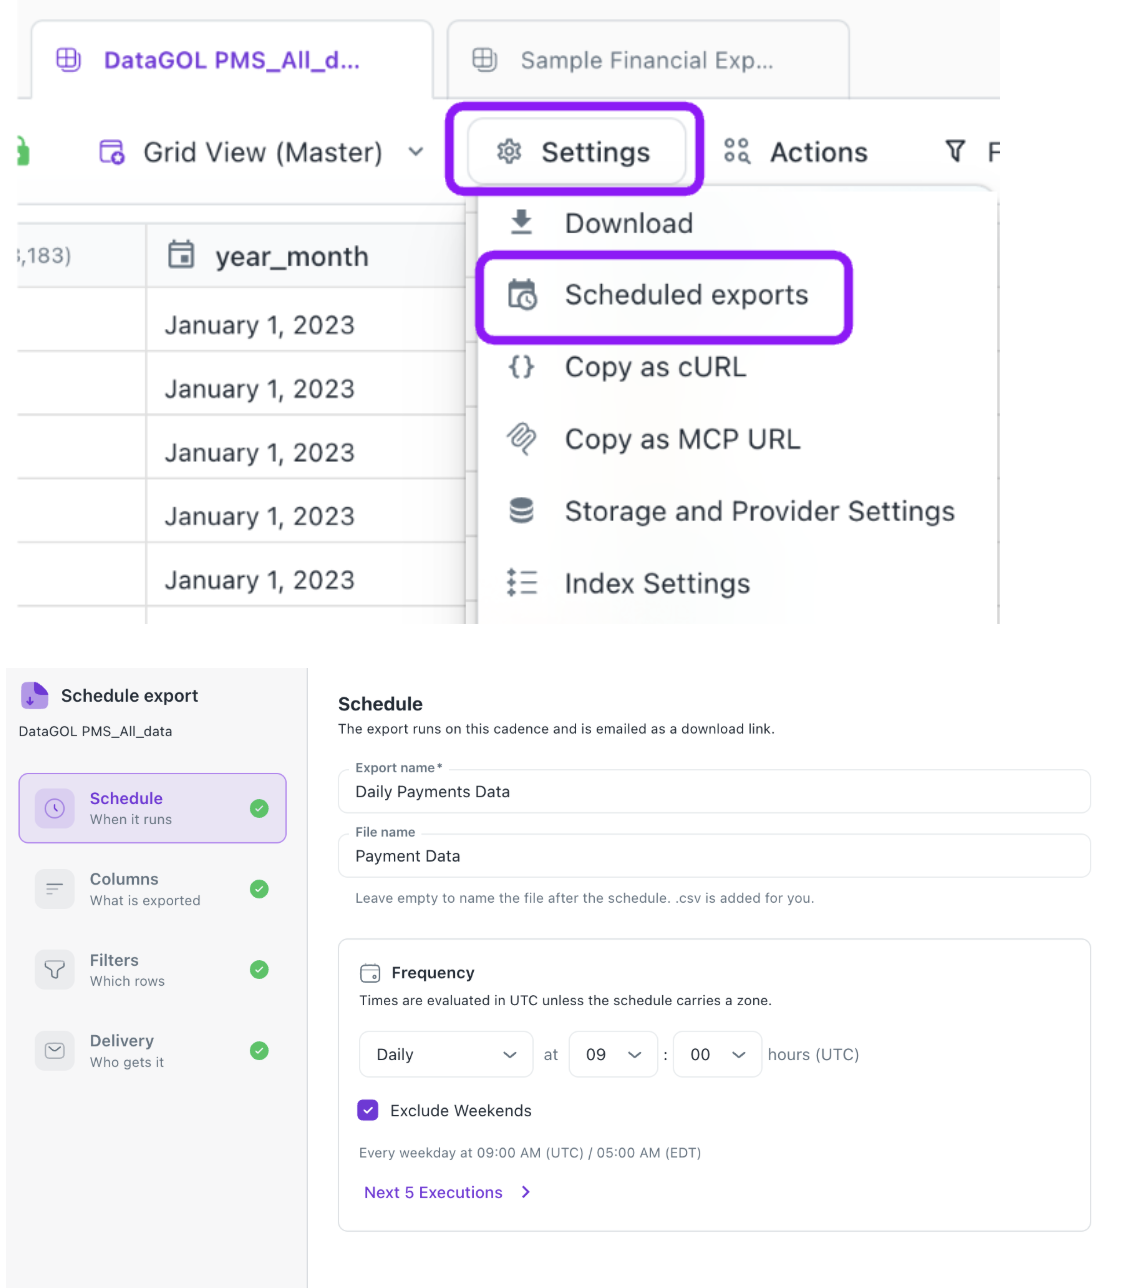 DataGOL PMS_All_d...
Sample Financial Exp...
Grid View (Master)
Settings
Actions
F
,183)
year_month
Download
Scheduled exports
January 1, 2023
Copy as cURL
January 1, 2023
Copy as MCP URL
January 1, 2023
Storage and Provider Settings
January 1, 2023
Index Settings
January 1, 2023
Schedule export
DataGOL PMS_All_data
Schedule
When it runs
Columns
What is exported
Filters
Which rows
Delivery
Who gets it
Schedule
The export runs on this cadence and is emailed as a download link.
Export name*
Daily Payments Data
File name
Payment Data
Leave empty to name the file after the schedule. .csv is added for you.
Frequency
Times are evaluated in UTC unless the schedule carries a zone.
Daily at 09 : 00 hours (UTC)
Exclude Weekends
Every weekday at 09:00 AM (UTC) / 05:00 AM (EDT)
Next 5 Executions